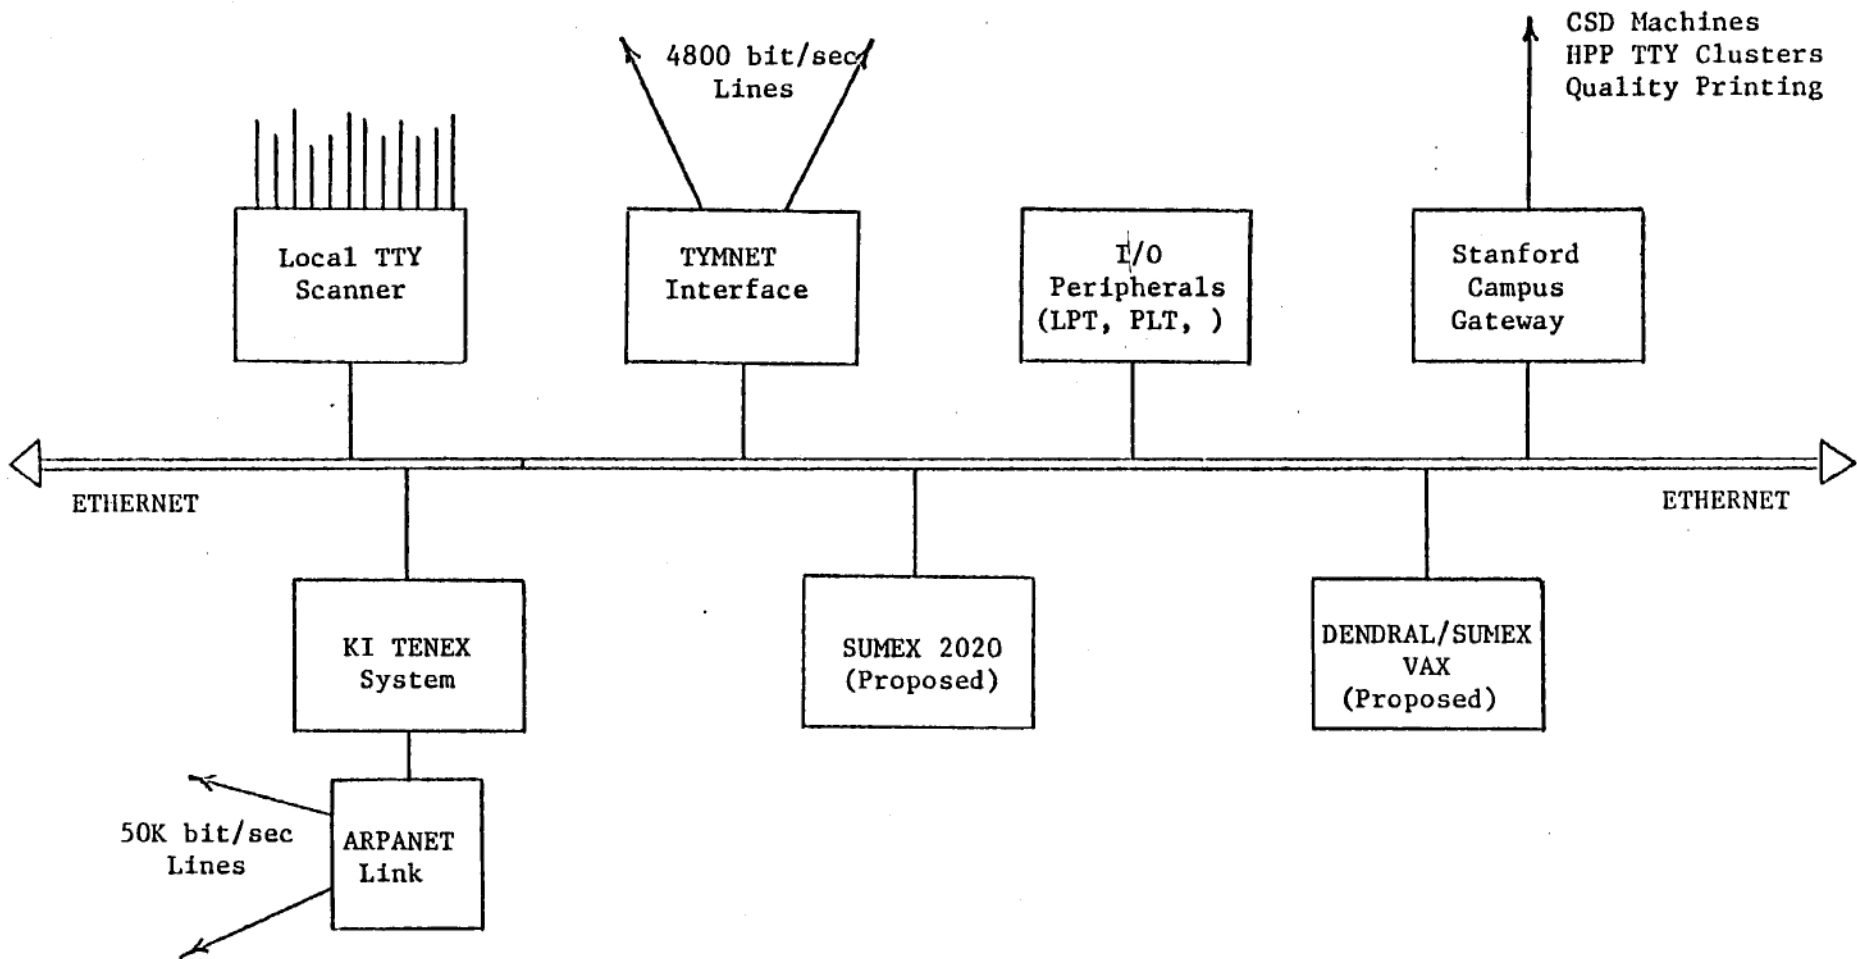 CSD Machines
HPP TTY Clusters
Quality Printing
4800 bit/sec
Lines
Local TTY
Scanner
TYMNET
Interface
I/O
Peripherals
(LPT, PLT, )
Stanford
Campus
Gateway
ETHERNET
ETHERNET
KI TENEX
System
SUMEX 2020
(Proposed)
DENDRAL/SUMEX
VAX
(Proposed)
50K bit/sec
Lines
ARPANET
Link